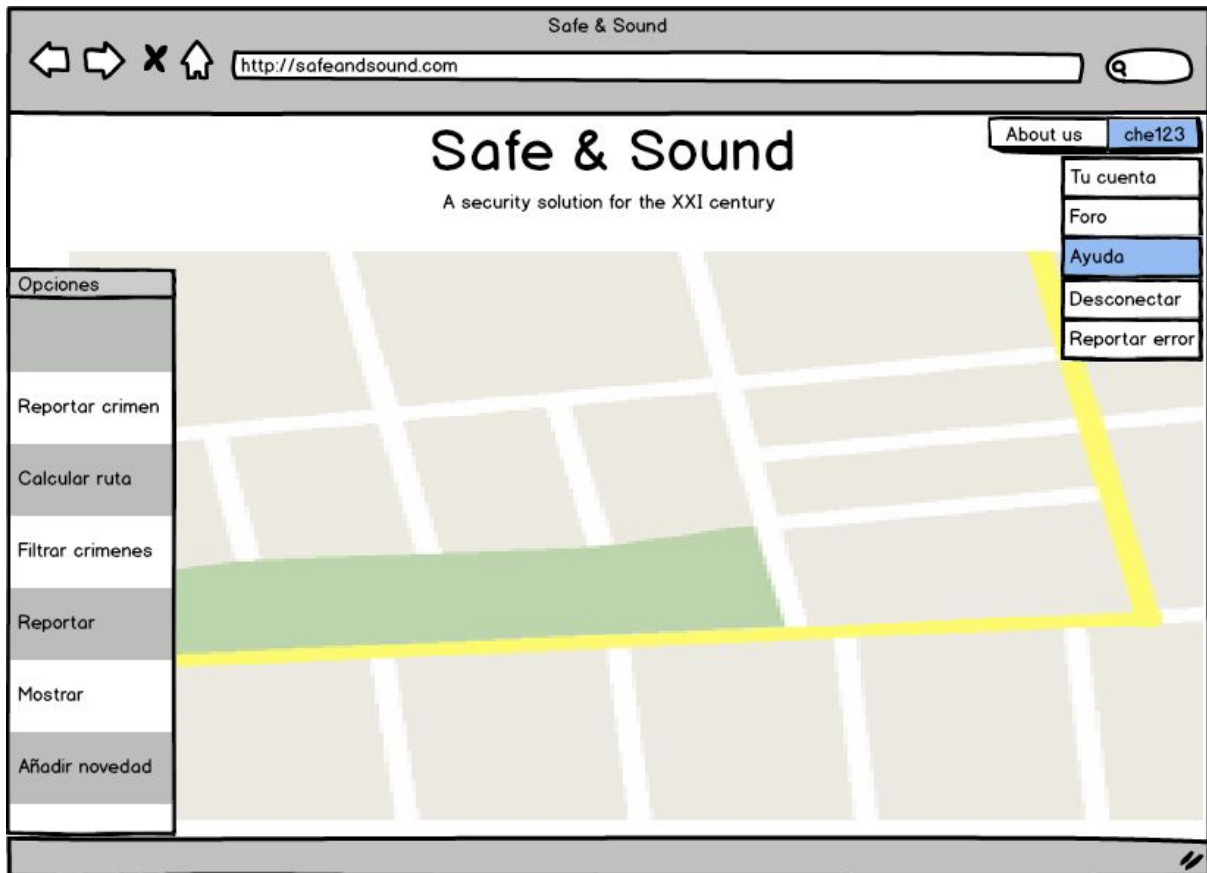 Safe & Sound
http://safeandsound.com
Safe & Sound
A security solution for the XXI century
About us
che123
Tu cuenta
Foro
Ayuda
Desconectar
Reportar error
Opciones
Reportar crimen
Calcular ruta
Filtrar crimenes
Reportar
Mostrar
Añadir novedad